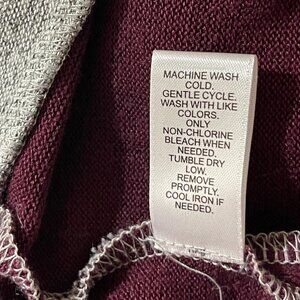 MACHINE WASH
COLD.
GENTLE CYCLE.
WASH WITH LIKE
COLORS.
ONLY
NON-CHLORINE
BLEACH WHEN
NEEDED.
TUMBLE DRY
LOW.
REMOVE
PROMPTLY.
COOL IRON IF
NEEDED.